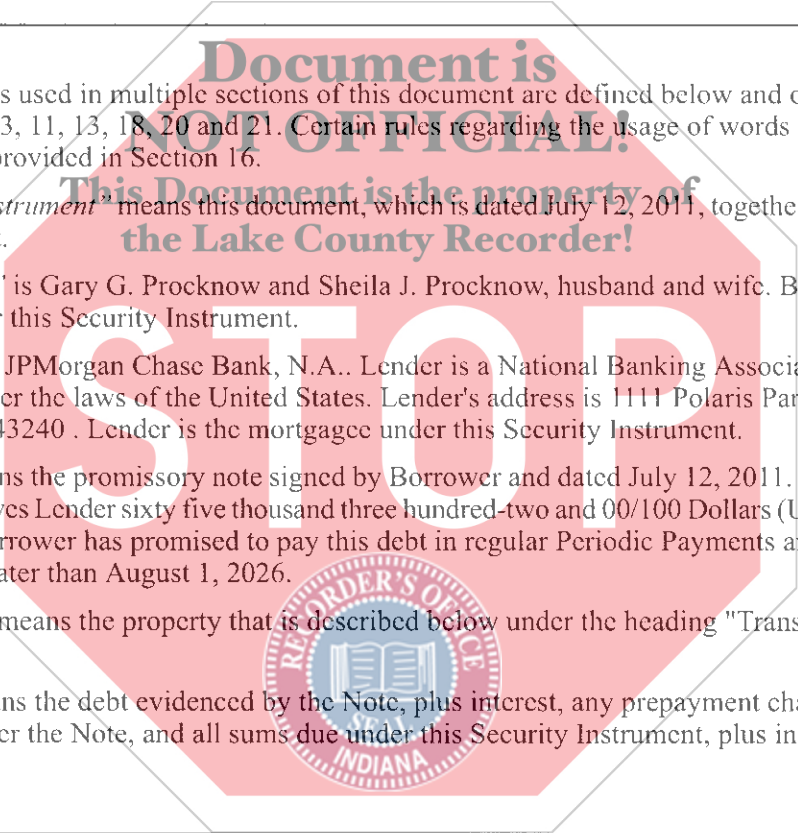 Document is
s used in multiple sections of this document are defined below and o
3, 11, 13, 18, 20 and 21. Certain rules regarding the usage of words
NOT OFFICIAL!
provided in Section 16.
This Document is the property of
strument" means this document, which is dated July 12, 2011, togethe
the Lake County Recorder!
is Gary G. Procknow and Sheila J. Procknow, husband and wife. B
r this Security Instrument.
STOP
JPMorgan Chase Bank, N.A.. Lender is a National Banking Associa
er the laws of the United States. Lender's address is 1111 Polaris Par
43240 . Lender is the mortgagee under this Security Instrument.
ns the promissory note signed by Borrower and dated July 12, 2011.
ves Lender sixty five thousand three hundred-two and 00/100 Dollars (U
rrower has promised to pay this debt in regular Periodic Payments a
ater than August 1, 2026.
means the property that is described below under the heading "Trans
RECORDER'S OFFICE
SEAL
INDIANA
ns the debt evidenced by the Note, plus interest, any prepayment cha
er the Note, and all sums due under this Security Instrument, plus in